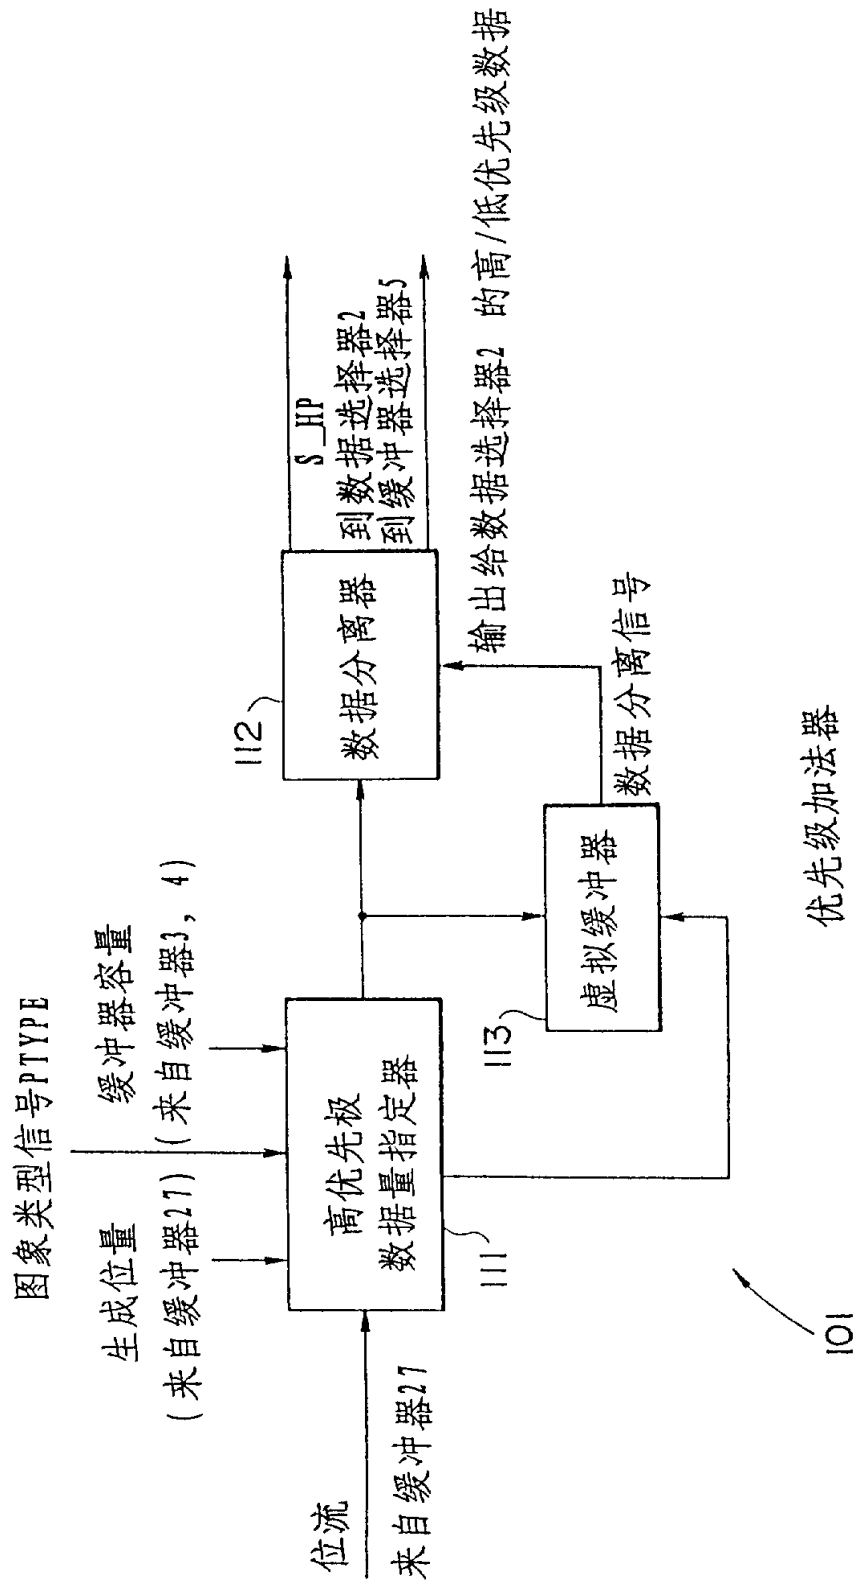 图象类型信号PTYPE
生成位量
(来自缓冲器27)
缓冲器容量
(来自缓冲器3, 4)
位流
来自缓冲器27
高优先极
数据量指定器
111
112
数据分离器
S_HP
到数据选择器2
到缓冲器选择器5
输出给数据选择器2 的高/低优先级数据
113
虚拟缓冲器
数据分离信号
101
优先级加法器